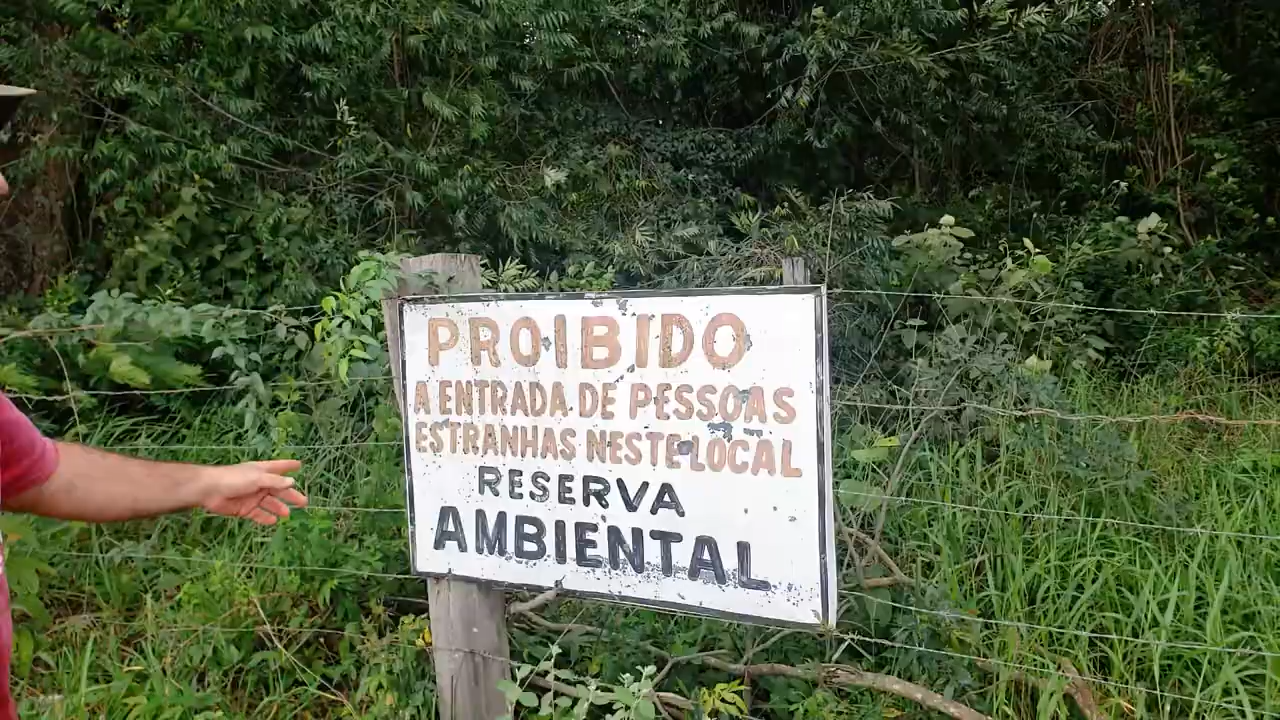 PROIBIDO
A ENTRADA DE PESSOAS
ESTRANHAS NESTE LOCAL
RESERVA
AMBIENTAL